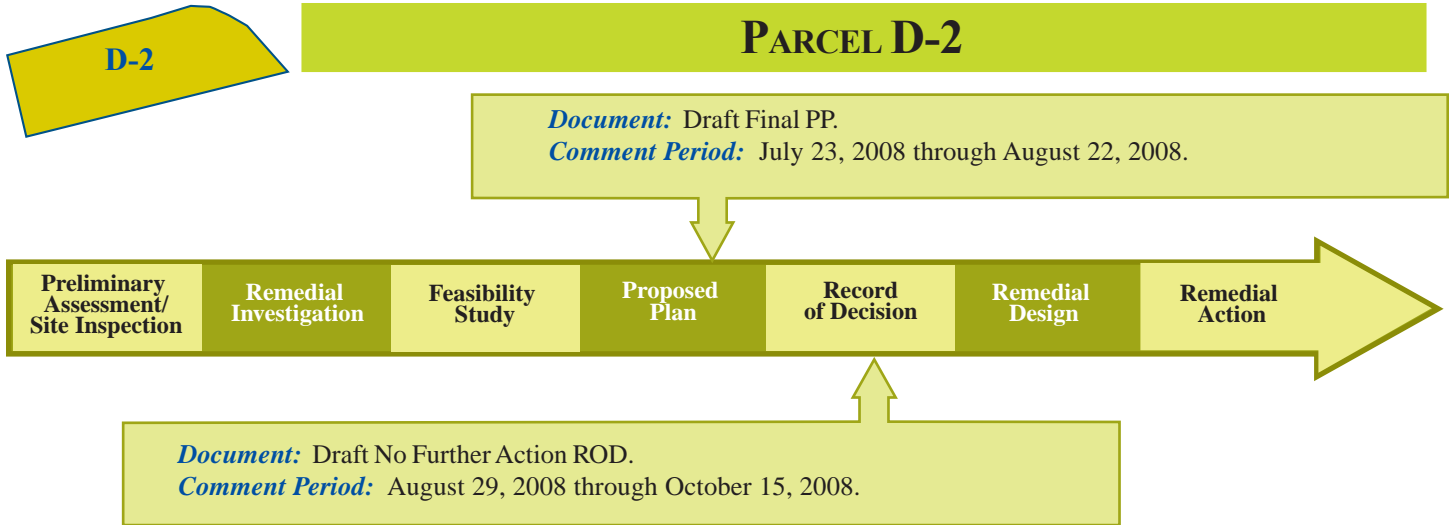 D-2
PARCEL D-2
Document: Draft Final PP.
Comment Period: July 23, 2008 through August 22, 2008.
Preliminary
Assessment/
Site Inspection
Remedial
Investigation
Feasibility
Study
Proposed
Plan
Record
of Decision
Remedial
Design
Remedial
Action
Document: Draft No Further Action ROD.
Comment Period: August 29, 2008 through October 15, 2008.